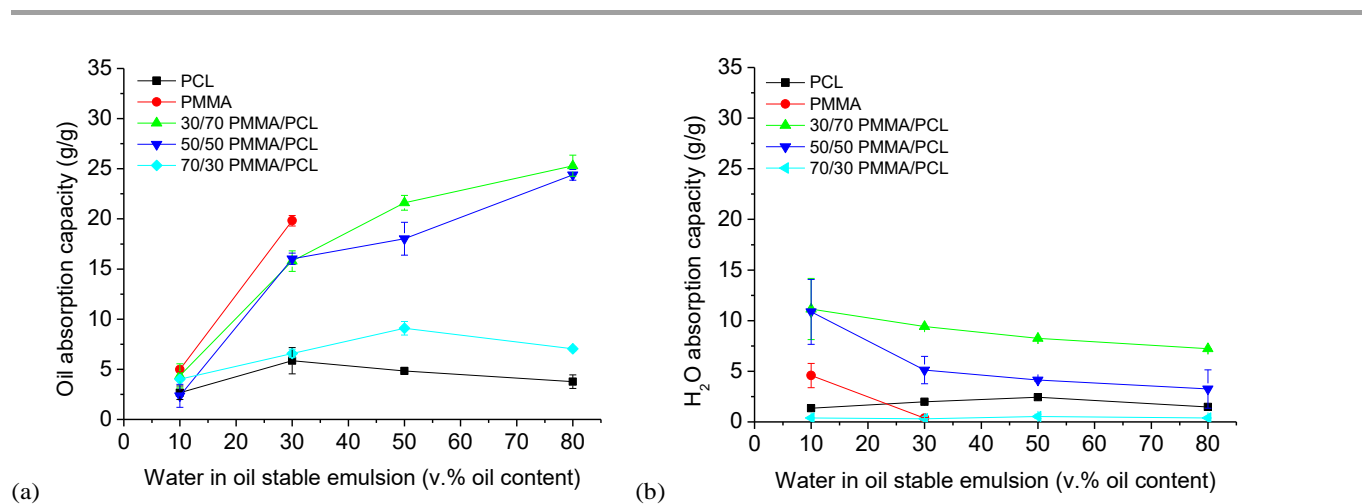 35
30
25
20
15
10
5
0
Oil absorption capacity (g/g)
PCL
PMMA
30/70 PMMA/PCL
50/50 PMMA/PCL
70/30 PMMA/PCL
0 10 20 30 40 50 60 70 80
Water in oil stable emulsion (v.% oil content)
(a)
35
30
25
20
15
10
5
0
H₂O absorption capacity (g/g)
PCL
PMMA
30/70 PMMA/PCL
50/50 PMMA/PCL
70/30 PMMA/PCL
0 10 20 30 40 50 60 70 80
Water in oil stable emulsion (v.% oil content)
(b)